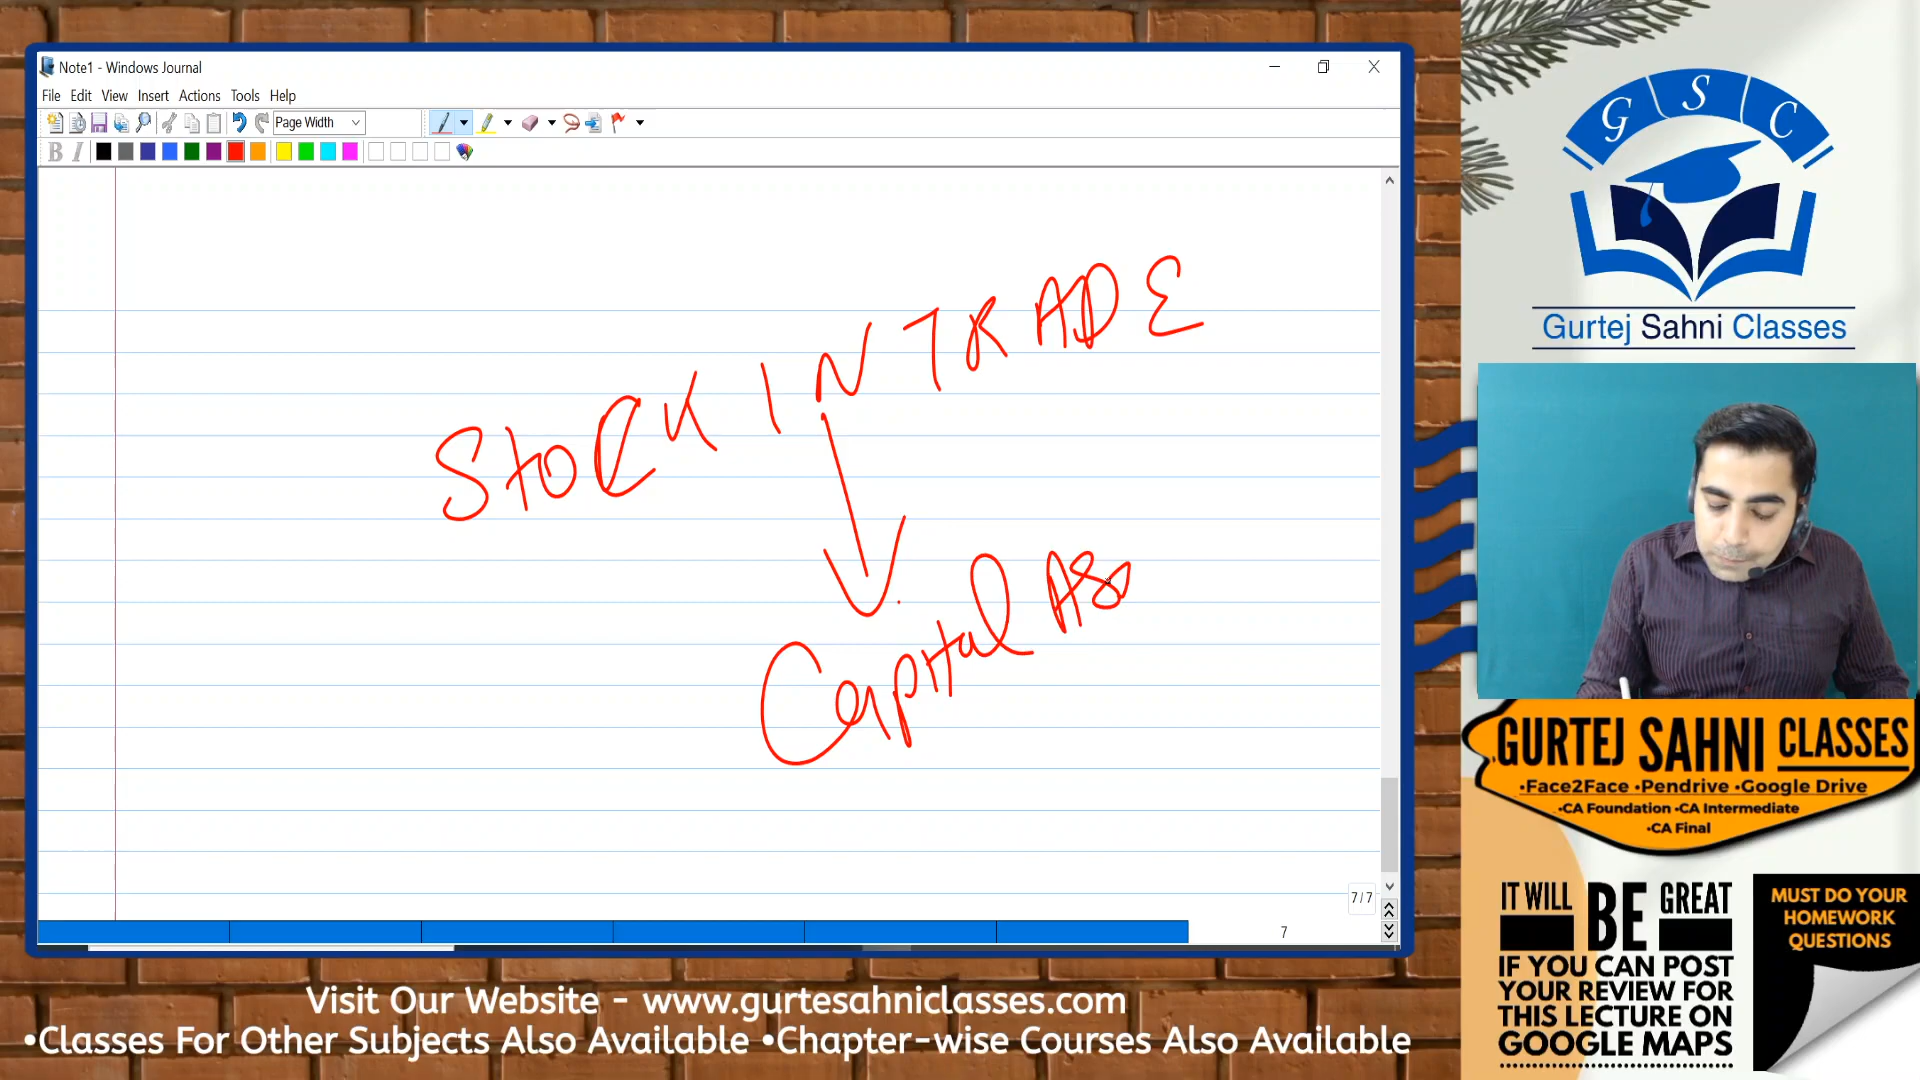 Note1 - Windows Journal
File Edit View Insert Actions Tools Help
Page Width
B I
STOCK IN TRADE
Capital Ass
7 / 7
7
G S C
Gurtej Sahni Classes
GURTEJ SAHNI CLASSES
•Face2Face •Pendrive •Google Drive
•CA Foundation •CA Intermediate
•CA Final
IT WILL BE GREAT
IF YOU CAN POST
YOUR REVIEW FOR
THIS LECTURE ON
GOOGLE MAPS
MUST DO YOUR
HOMEWORK
QUESTIONS
Visit Our Website - www.gurtesahniclasses.com
•Classes For Other Subjects Also Available •Chapter-wise Courses Also Available